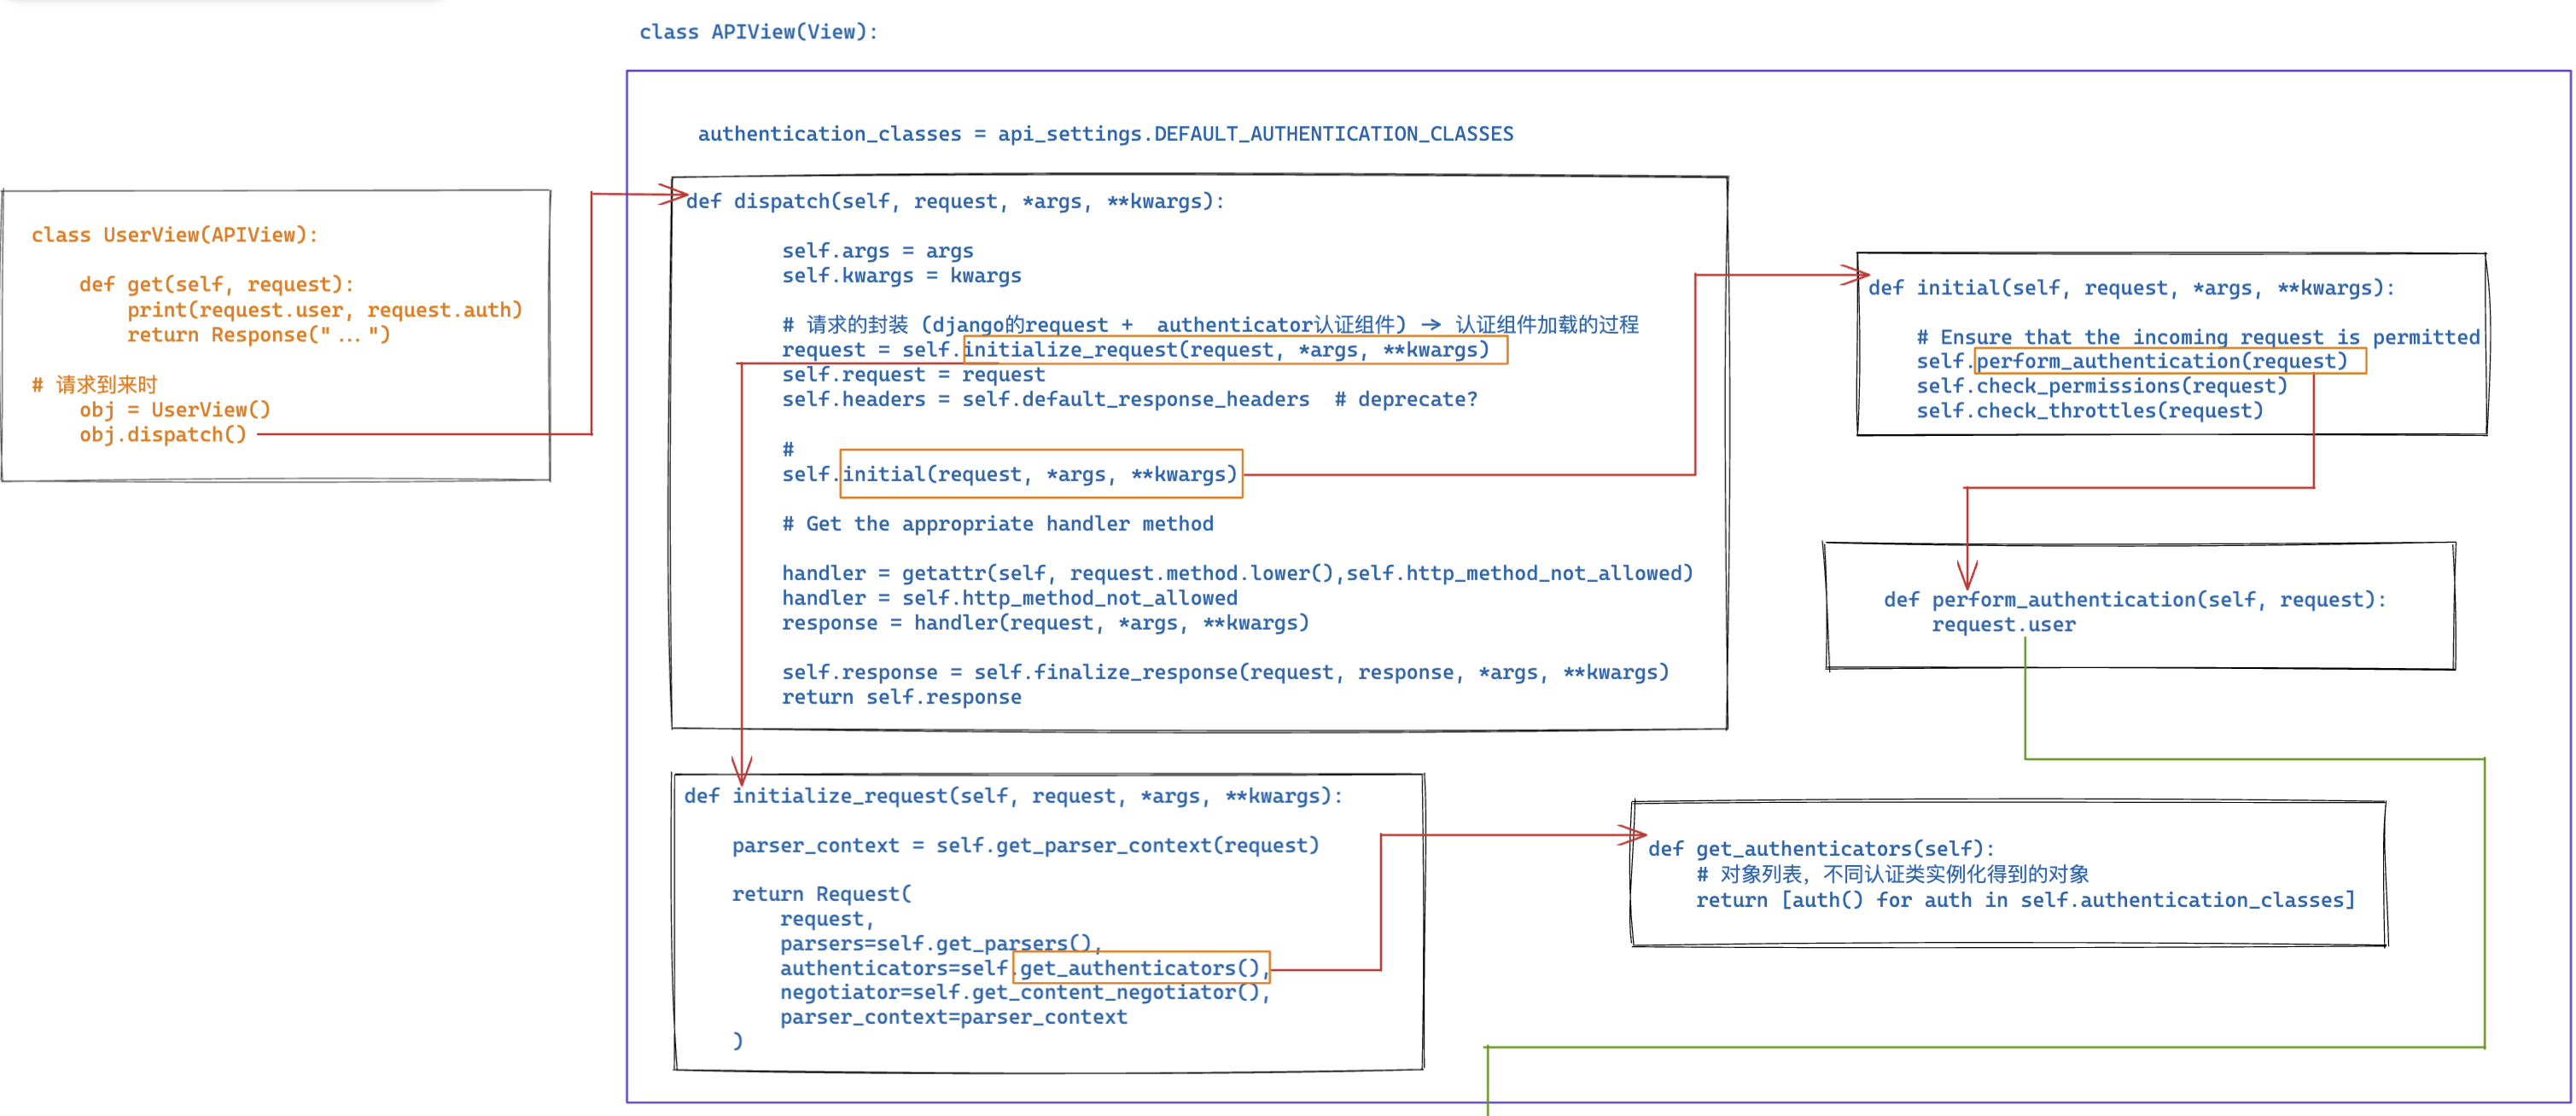 class APIView(View):
authentication_classes = api_settings.DEFAULT_AUTHENTICATION_CLASSES
class UserView(APIView):
def get(self, request):
print(request.user, request.auth)
return Response("...")
# 请求到来时
obj = UserView()
obj.dispatch()
def dispatch(self, request, *args, **kwargs):
self.args = args
self.kwargs = kwargs
# 请求的封装 (django的request + authenticator认证组件) -> 认证组件加载的过程
request = self.initialize_request(request, *args, **kwargs)
self.request = request
self.headers = self.default_response_headers # deprecate?
#
self.initial(request, *args, **kwargs)
# Get the appropriate handler method
handler = getattr(self, request.method.lower(),self.http_method_not_allowed)
handler = self.http_method_not_allowed
response = handler(request, *args, **kwargs)
self.response = self.finalize_response(request, response, *args, **kwargs)
return self.response
def initial(self, request, *args, **kwargs):
# Ensure that the incoming request is permitted
self.perform_authentication(request)
self.check_permissions(request)
self.check_throttles(request)
def perform_authentication(self, request):
request.user
def initialize_request(self, request, *args, **kwargs):
parser_context = self.get_parser_context(request)
return Request(
request,
parsers=self.get_parsers(),
authenticators=self.get_authenticators(),
negotiator=self.get_content_negotiator(),
parser_context=parser_context
)
def get_authenticators(self):
# 对象列表，不同认证类实例化得到的对象
return [auth() for auth in self.authentication_classes]